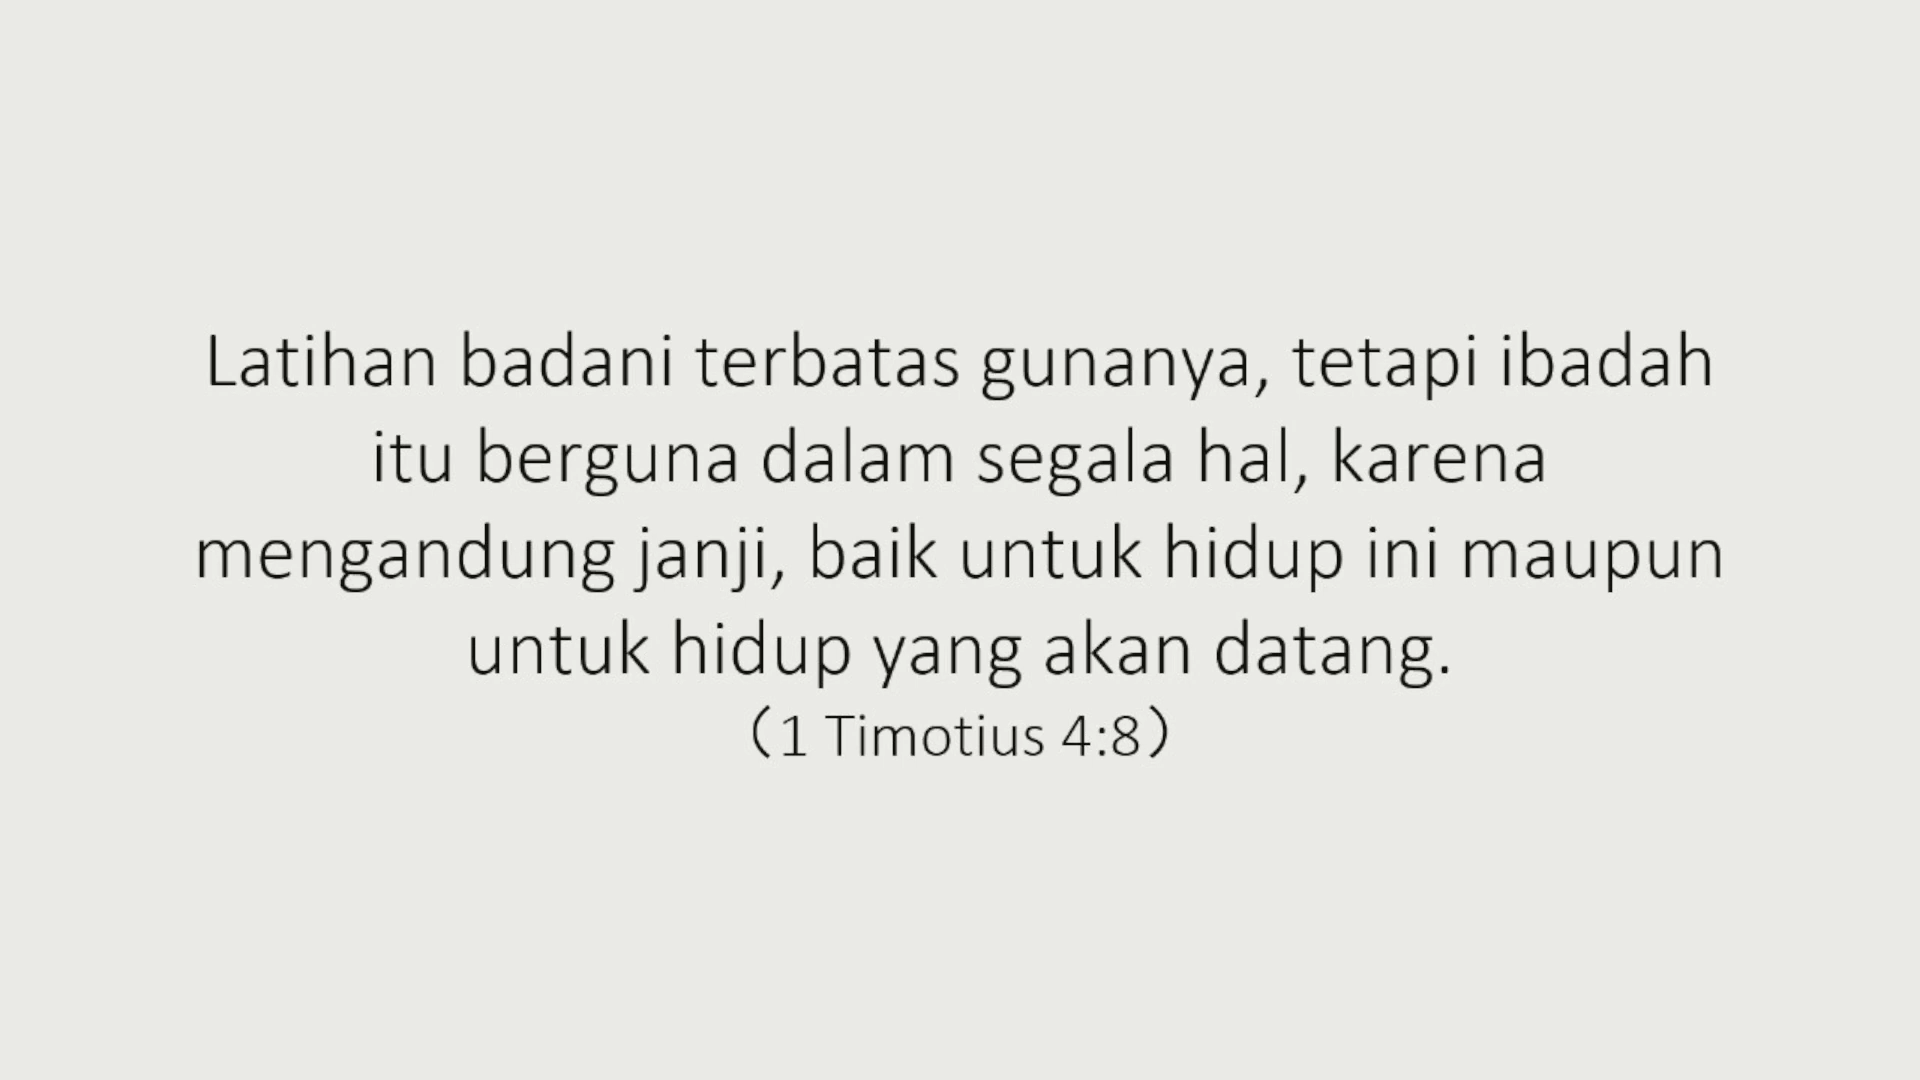 Latihan badani terbatas gunanya, tetapi ibadah
itu berguna dalam segala hal, karena
mengandung janji, baik untuk hidup ini maupun
untuk hidup yang akan datang.
（1 Timotius 4:8）